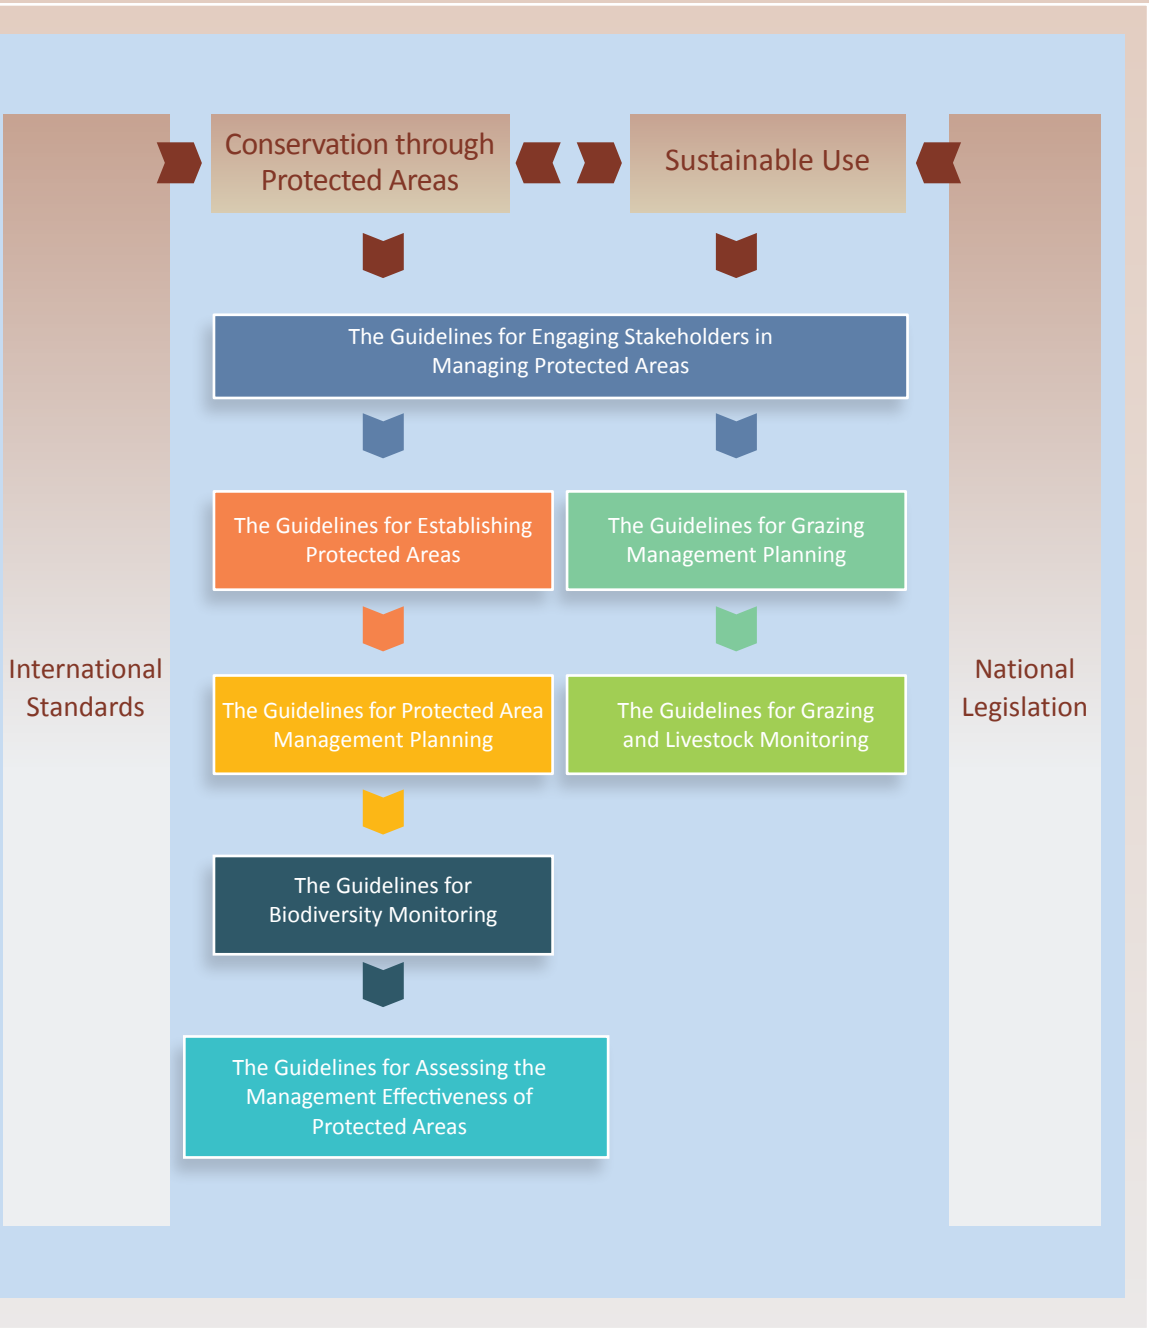 Conservation through
Protected Areas
Sustainable Use
The Guidelines for Engaging Stakeholders in
Managing Protected Areas
The Guidelines for Establishing
Protected Areas
The Guidelines for Grazing
Management Planning
International
Standards
The Guidelines for Protected Area
Management Planning
The Guidelines for Grazing
and Livestock Monitoring
National
Legislation
The Guidelines for
Biodiversity Monitoring
The Guidelines for Assessing the
Management Effectiveness of
Protected Areas